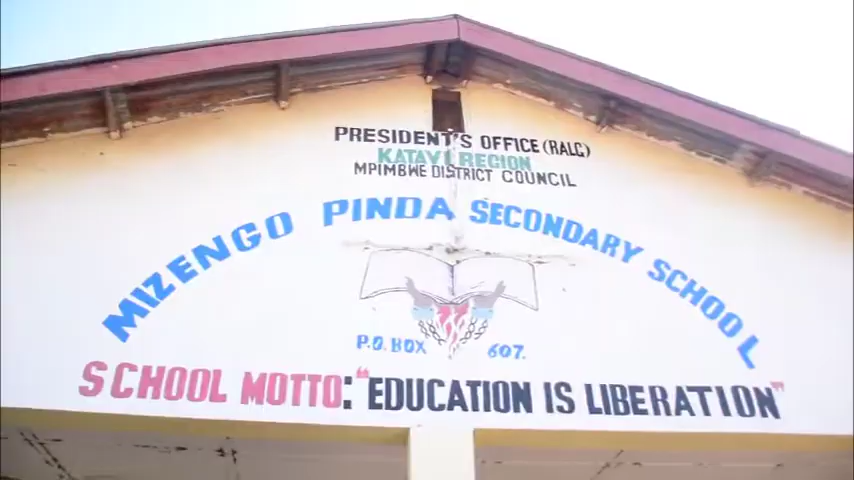 PRESIDENT'S OFFICE (RALG)
KATAVI REGION
MPIMBWE DISTRICT COUNCIL
MIZENGO PINDA SECONDARY SCHOOL
P.O. BOX 607.
SCHOOL MOTTO: "EDUCATION IS LIBERATION"